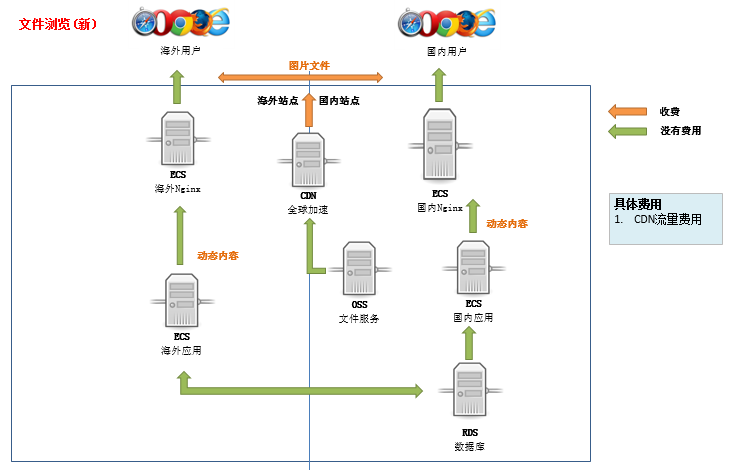 文件浏览(新)
海外用户
国内用户
图片文件
海外站点 国内站点
收费
没有费用
ECS
海外Nginx
CDN
全球加速
ECS
国内Nginx
具体费用
1. CDN流量费用
动态内容
动态内容
OSS
文件服务
ECS
国内应用
ECS
海外应用
RDS
数据库